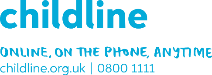 childline
ONLINE, ON THE PHONE, ANYTIME
childline.org.uk | 0800 1111